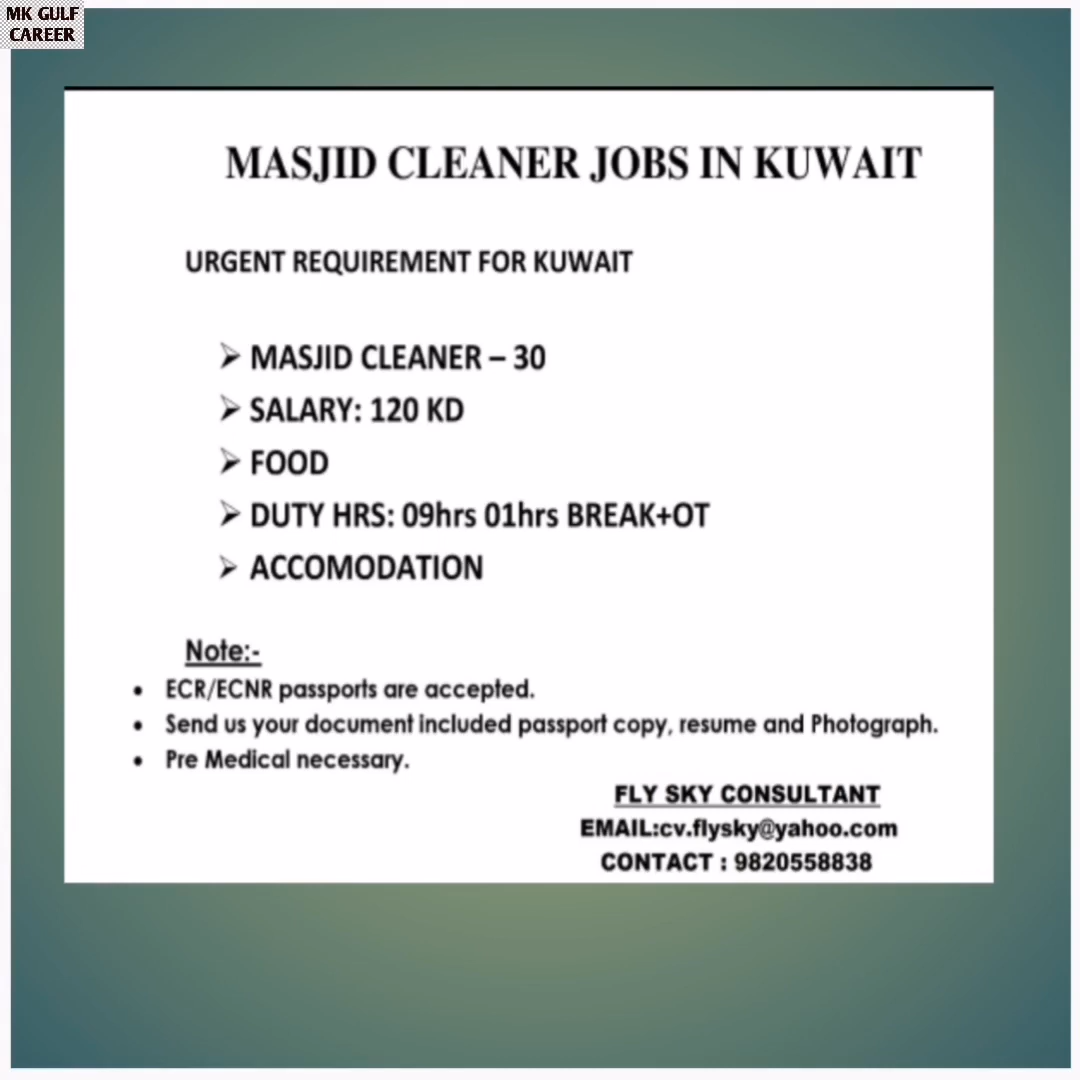 MK GULF
CAREER
MASJID CLEANER JOBS IN KUWAIT
URGENT REQUIREMENT FOR KUWAIT
➢ MASJID CLEANER – 30
➢ SALARY: 120 KD
➢ FOOD
➢ DUTY HRS: 09hrs 01hrs BREAK+OT
➢ ACCOMODATION
Note:-
• ECR/ECNR passports are accepted.
• Send us your document included passport copy, resume and Photograph.
• Pre Medical necessary.
FLY SKY CONSULTANT
EMAIL:cv.flysky@yahoo.com
CONTACT : 9820558838